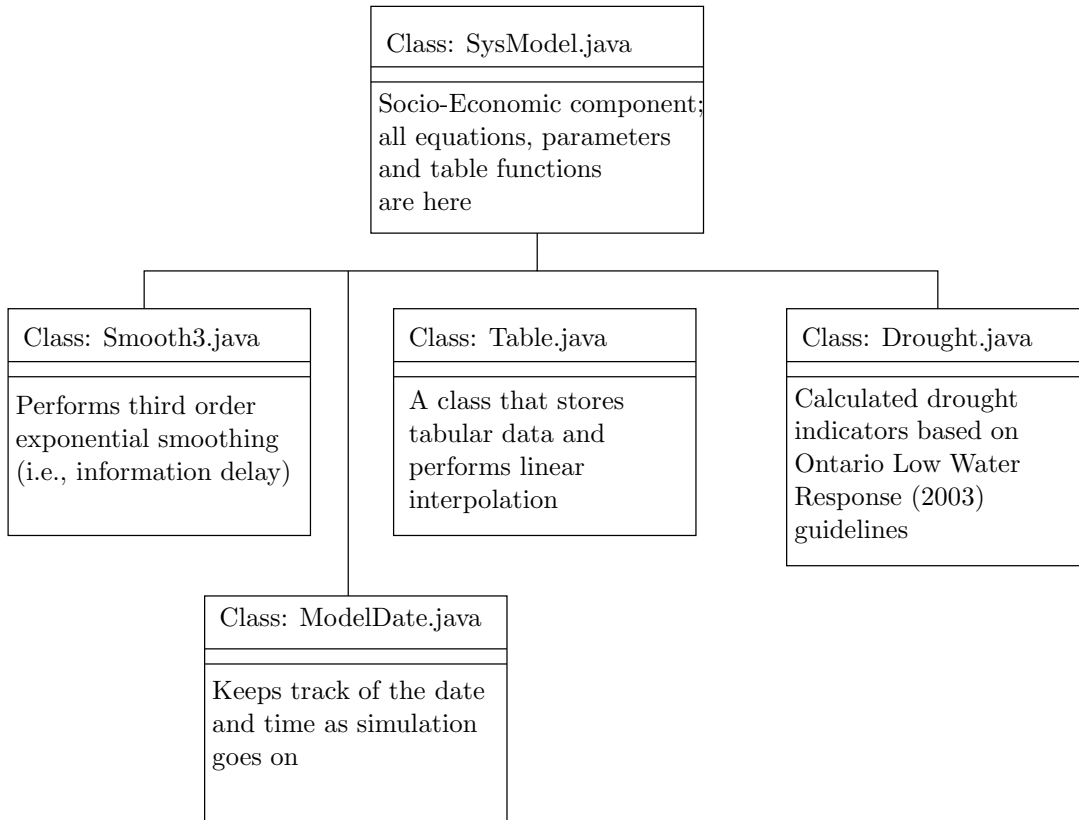 Class: SysModel.java
Socio-Economic component;
all equations, parameters
and table functions
are here
Class: Smooth3.java
Performs third order
exponential smoothing
(i.e., information delay)
Class: Table.java
A class that stores
tabular data and
performs linear
interpolation
Class: Drought.java
Calculated drought
indicators based on
Ontario Low Water
Response (2003)
guidelines
Class: ModelDate.java
Keeps track of the date
and time as simulation
goes on